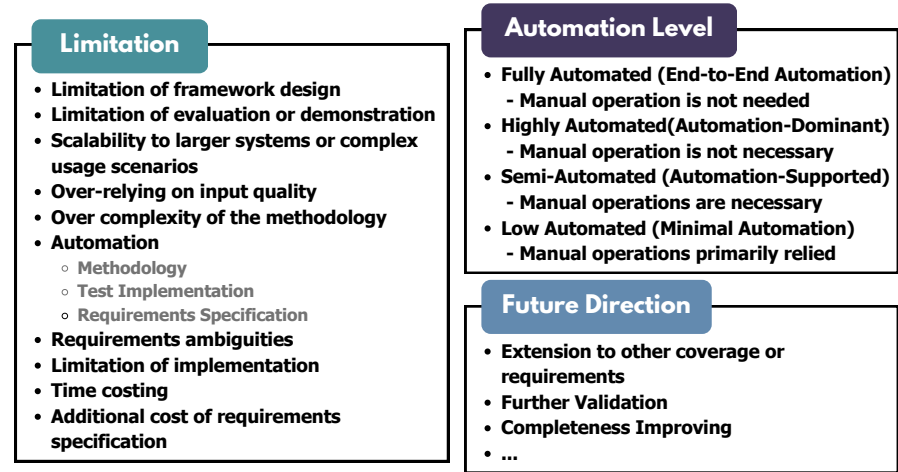 Limitation
• Limitation of framework design
• Limitation of evaluation or demonstration
• Scalability to larger systems or complex
usage scenarios
• Over-relying on input quality
• Over complexity of the methodology
• Automation
◦ Methodology
◦ Test Implementation
◦ Requirements Specification
• Requirements ambiguities
• Limitation of implementation
• Time costing
• Additional cost of requirements
specification
Automation Level
• Fully Automated (End-to-End Automation)
- Manual operation is not needed
• Highly Automated(Automation-Dominant)
- Manual operation is not necessary
• Semi-Automated (Automation-Supported)
- Manual operations are necessary
• Low Automated (Minimal Automation)
- Manual operations primarily relied
Future Direction
• Extension to other coverage or
requirements
• Further Validation
• Completeness Improving
• ...